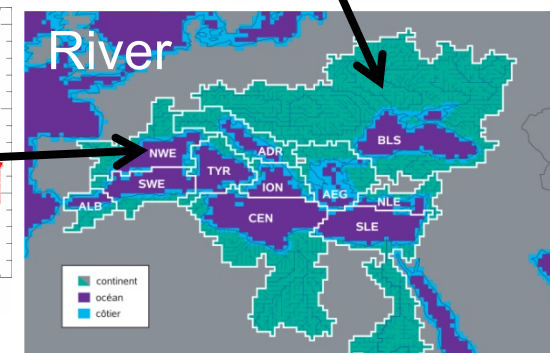 River
BLS
NWE
ADR
TYR
SWE
ION
AEG
NLE
ALB
CEN
SLE
continent
océan
côtier